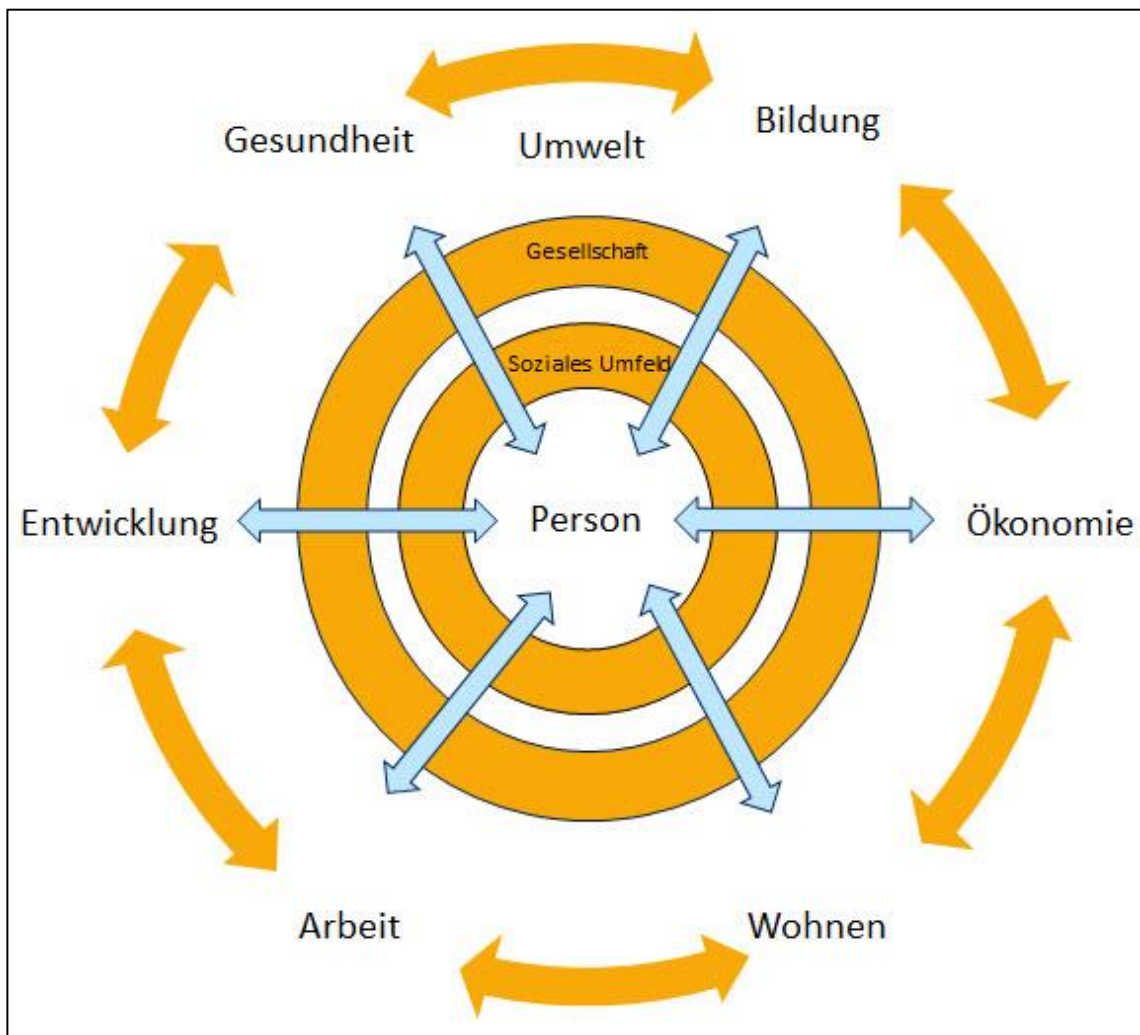 Bildung
Gesundheit
Umwelt
Gesellschaft
Soziales Umfeld
Entwicklung
Person
Ökonomie
Arbeit
Wohnen